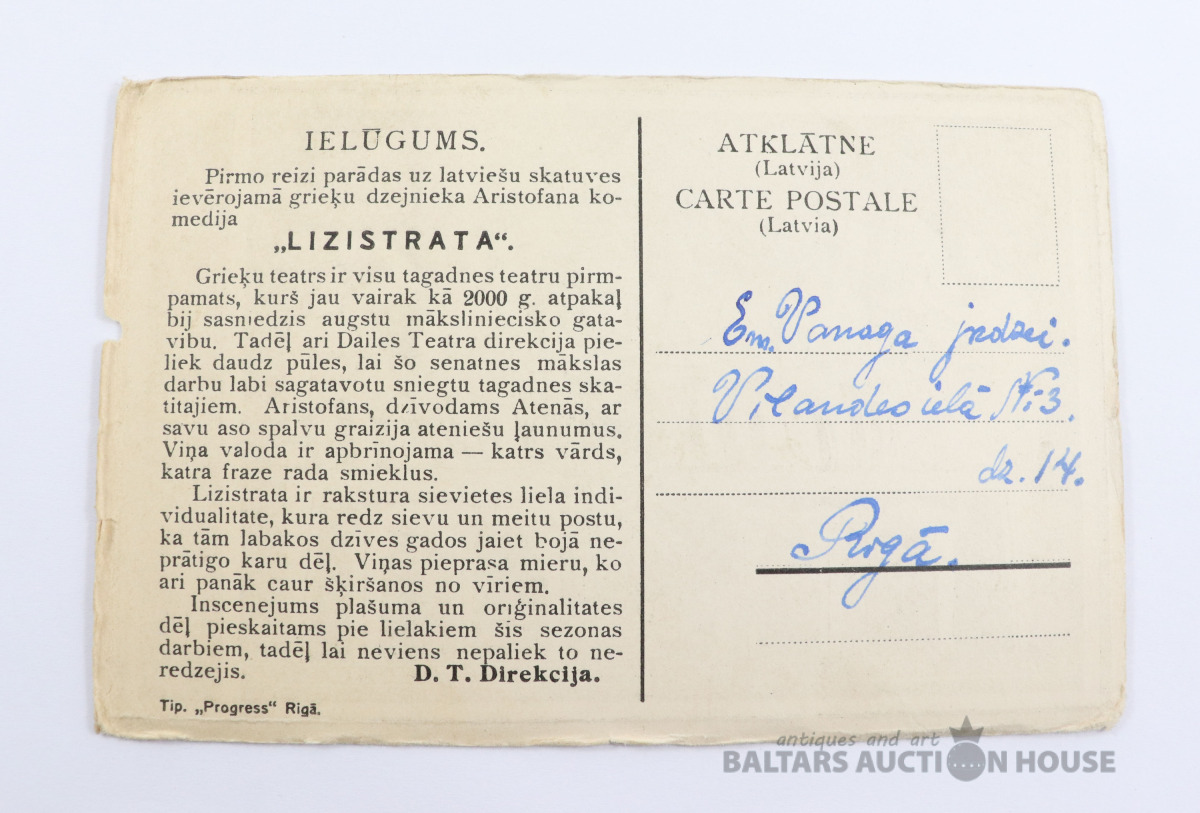 IELŪGUMS.
Pirmo reizi parādas uz latviešu skatuves
ievērojamā grieķu dzejnieka Aristofana ko-
medija
„LIZISTRATA“.
Grieķu teatrs ir visu tagadnes teatru pirm-
pamats, kurš jau vairak kā 2000 g. atpakaļ
bij sasniedzis augstu māksliniecisko gata-
vibu. Tadēļ ari Dailes Teatra direkcija pie-
liek daudz pūles, lai šo senatnes mākslas
darbu labi sagatavotu sniegtu tagadnes ska-
titajiem. Aristofans, dzīvodams Atenās, ar
savu aso spalvu graizija ateniešu ļaunumus.
Viņa valoda ir apbrīnojama — katrs vārds,
katra fraze rada smieklus.
Lizistrata ir rakstura sievietes liela indi-
vidualitate, kura redz sievu un meitu postu,
ka tām labakos dzīves gados jaiet bojā ne-
prātigo karu dēļ. Viņas pieprasa mieru, ko
ari panāk caur šķiršanos no vīriem.
Inscenejums plašuma un oriģinalitates
dēļ pieskaitams pie lielakiem šis sezonas
darbiem, tadēļ lai neviens nepaliek to ne-
redzejis. D. T. Direkcija.
Tip. „Progress“ Rigā.
ATKLĀTNE
(Latvija)
CARTE POSTALE
(Latvia)
Em. Vanaga jrdzei.
Vilandes ielā Nr 3.
dz. 14.
Rigā.
antiques and art
BALTARS AUCTION HOUSE